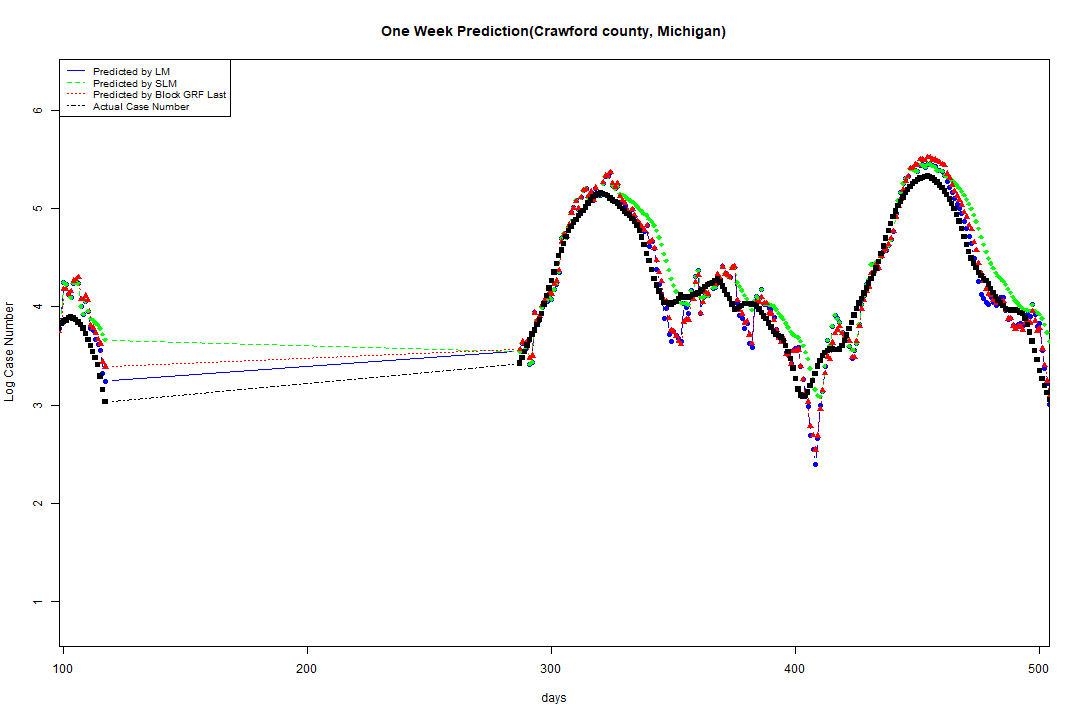 One Week Prediction(Crawford county, Michigan)
Predicted by LM
Predicted by SLM
Predicted by Block GRF Last
Actual Case Number
Log Case Number
6
5
4
3
2
1
100 200 300 400 500
days